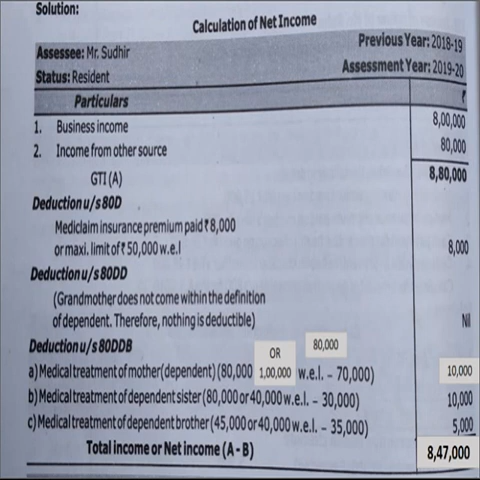 Solution:
Calculation of Net Income
Assessee: Mr. Sudhir Previous Year: 2018-19
Status: Resident Assessment Year: 2019-20
Particulars ₹
1. Business income 8,00,000
2. Income from other source 80,000
GTI (A) 8,80,000
Deduction u/s 80D
Mediclaim insurance premium paid ₹ 8,000
or maxi. limit of ₹ 50,000 w.e.l 8,000
Deduction u/s 80DD
(Grandmother does not come within the definition
of dependent. Therefore, nothing is deductible) Nil
Deduction u/s 80DDB OR 80,000
a) Medical treatment of mother (dependent) (80,000 1,00,000 w.e.l. - 70,000) 10,000
b) Medical treatment of dependent sister (80,000 or 40,000 w.e.l. - 30,000) 10,000
c) Medical treatment of dependent brother (45,000 or 40,000 w.e.l. - 35,000) 5,000
Total income or Net income (A - B) 8,47,000